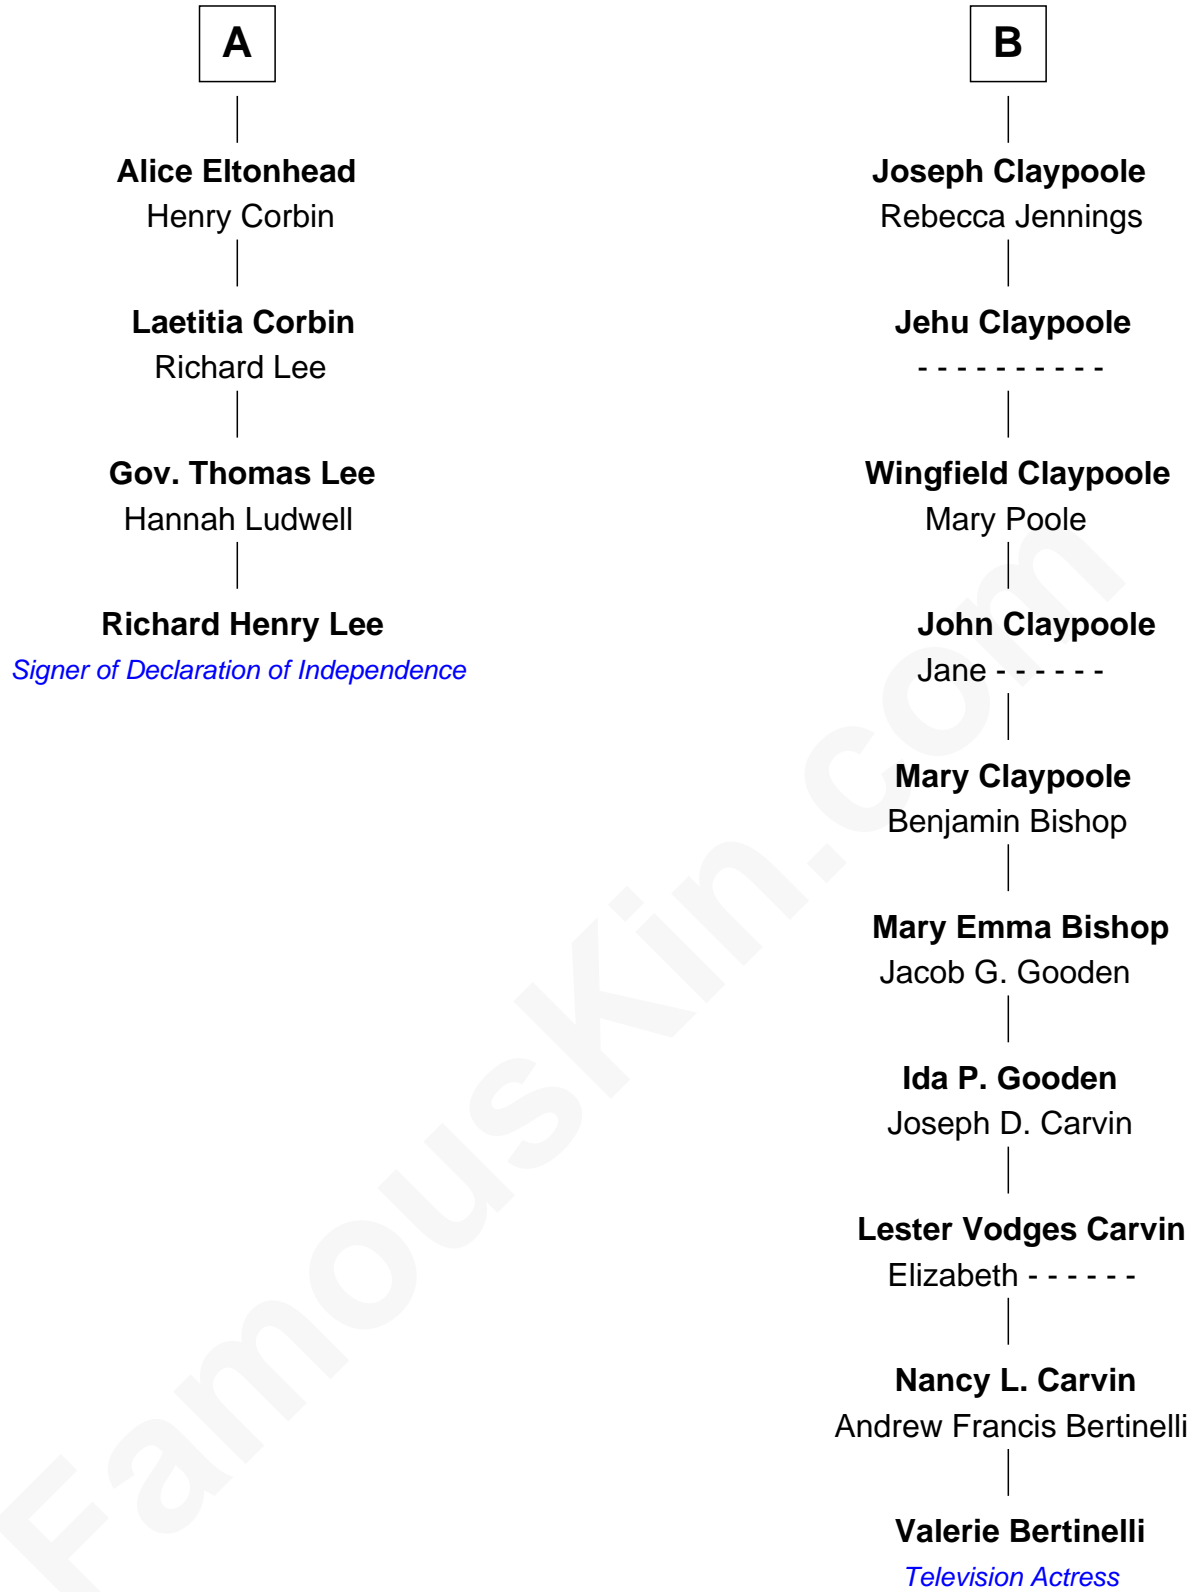 A
Alice Eltonhead
Henry Corbin
Laetitia Corbin
Richard Lee
Gov. Thomas Lee
Hannah Ludwell
Richard Henry Lee
Signer of Declaration of Independence
B
Joseph Claypoole
Rebecca Jennings
Jehu Claypoole
- - - - - - - - - -
Wingfield Claypoole
Mary Poole
John Claypoole
Jane - - - - - -
Mary Claypoole
Benjamin Bishop
Mary Emma Bishop
Jacob G. Gooden
Ida P. Gooden
Joseph D. Carvin
Lester Vodges Carvin
Elizabeth - - - - - -
Nancy L. Carvin
Andrew Francis Bertinelli
Valerie Bertinelli
Television Actress
FamousKin.com